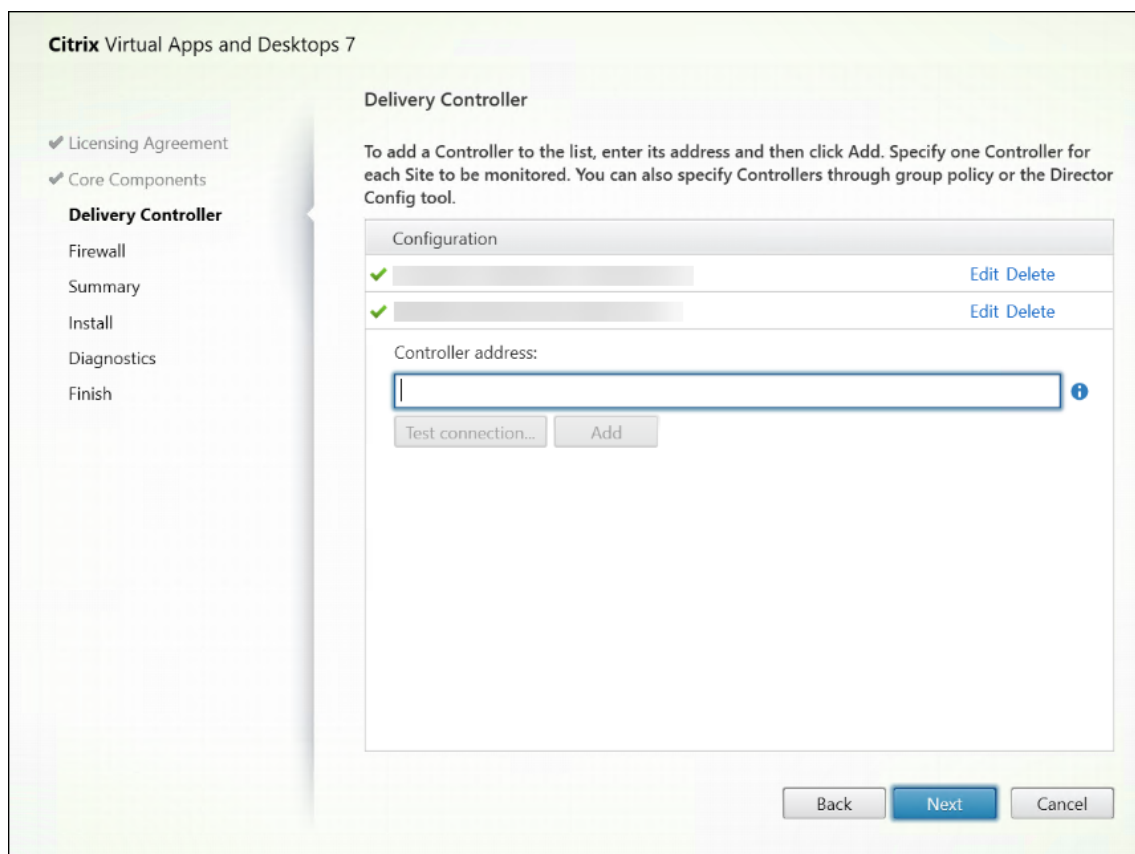 Citrix Virtual Apps and Desktops 7
Licensing Agreement
Core Components
Delivery Controller
Firewall
Summary
Install
Diagnostics
Finish
Delivery Controller
To add a Controller to the list, enter its address and then click Add. Specify one Controller for
each Site to be monitored. You can also specify Controllers through group policy or the Director
Config tool.
Configuration
Edit Delete
Edit Delete
Controller address:
Test connection... Add
Back Next Cancel